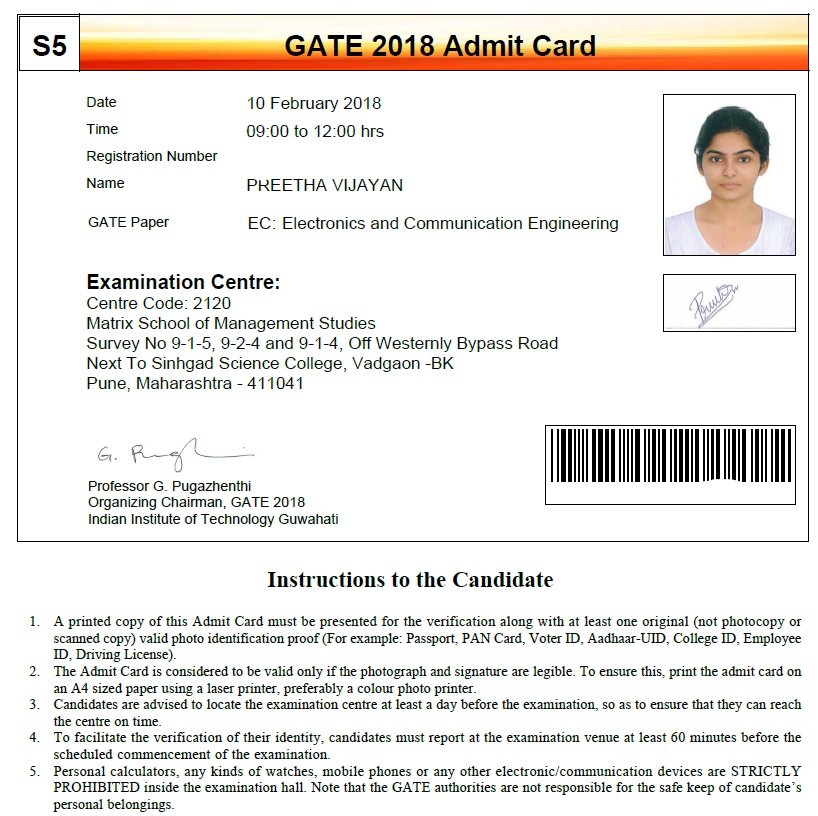 S5
GATE 2018 Admit Card
Date 10 February 2018
Time 09:00 to 12:00 hrs
Registration Number
Name PREETHA VIJAYAN
GATE Paper EC: Electronics and Communication Engineering
Examination Centre:
Centre Code: 2120
Matrix School of Management Studies
Survey No 9-1-5, 9-2-4 and 9-1-4, Off Westernly Bypass Road
Next To Sinhgad Science College, Vadgaon -BK
Pune, Maharashtra - 411041
Professor G. Pugazhenthi
Organizing Chairman, GATE 2018
Indian Institute of Technology Guwahati
Instructions to the Candidate
1. A printed copy of this Admit Card must be presented for the verification along with at least one original (not photocopy or
scanned copy) valid photo identification proof (For example: Passport, PAN Card, Voter ID, Aadhaar-UID, College ID, Employee
ID, Driving License).
2. The Admit Card is considered to be valid only if the photograph and signature are legible. To ensure this, print the admit card on
an A4 sized paper using a laser printer, preferably a colour photo printer.
3. Candidates are advised to locate the examination centre at least a day before the examination, so as to ensure that they can reach
the centre on time.
4. To facilitate the verification of their identity, candidates must report at the examination venue at least 60 minutes before the
scheduled commencement of the examination.
5. Personal calculators, any kinds of watches, mobile phones or any other electronic/communication devices are STRICTLY
PROHIBITED inside the examination hall. Note that the GATE authorities are not responsible for the safe keep of candidate's
personal belongings.